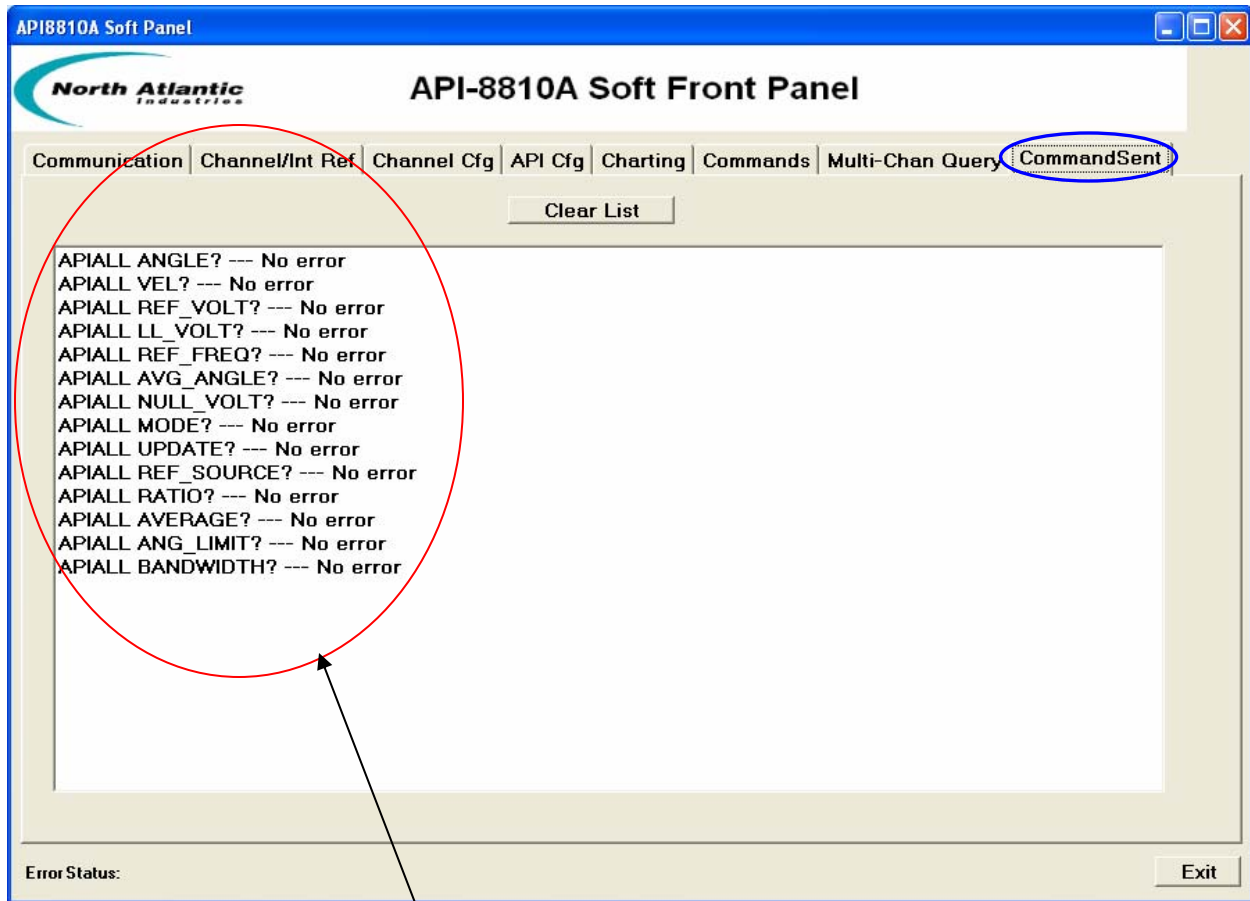 API8810A Soft Panel
North Atlantic
Industries
API-8810A Soft Front Panel
Communication Channel/Int Ref Channel Cfg API Cfg Charting Commands Multi-Chan Query CommandSent
Clear List
APIALL ANGLE? --- No error
APIALL VEL? --- No error
APIALL REF_VOLT? --- No error
APIALL LL_VOLT? --- No error
APIALL REF_FREQ? --- No error
APIALL AVG_ANGLE? --- No error
APIALL NULL_VOLT? --- No error
APIALL MODE? --- No error
APIALL UPDATE? --- No error
APIALL REF_SOURCE? --- No error
APIALL RATIO? --- No error
APIALL AVERAGE? --- No error
APIALL ANG_LIMIT? --- No error
APIALL BANDWIDTH? --- No error
Error Status:
Exit